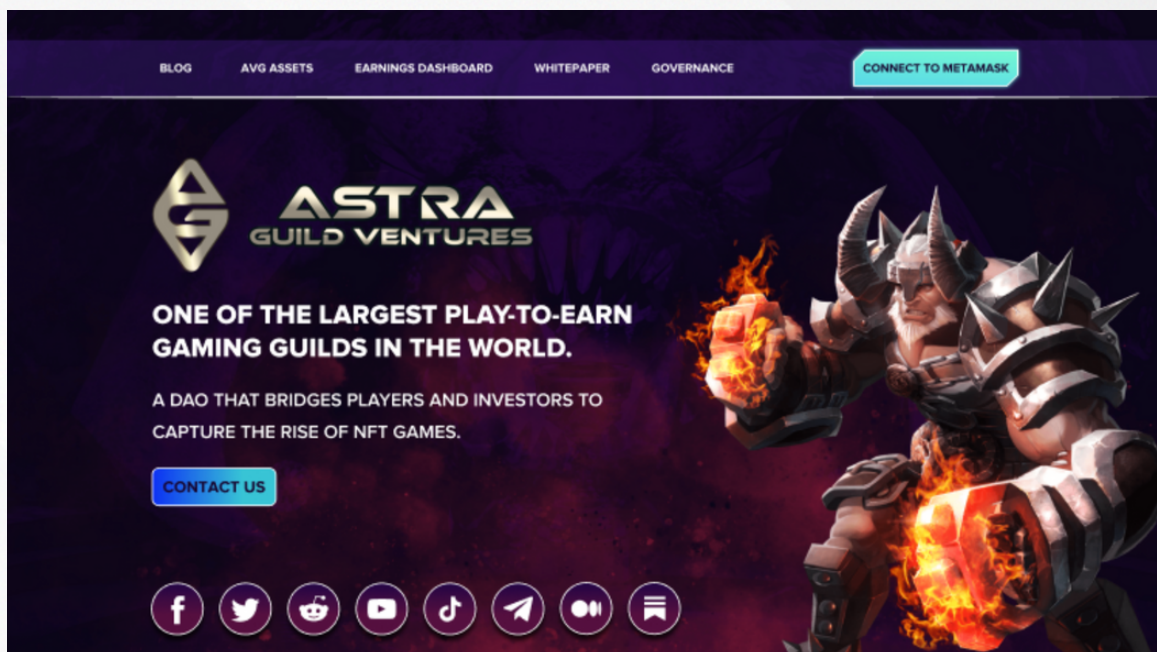 BLOG AVG ASSETS EARNINGS DASHBOARD WHITEPAPER GOVERNANCE CONNECT TO METAMASK
ASTRA
GUILD VENTURES
ONE OF THE LARGEST PLAY-TO-EARN
GAMING GUILDS IN THE WORLD.
A DAO THAT BRIDGES PLAYERS AND INVESTORS TO
CAPTURE THE RISE OF NFT GAMES.
CONTACT US